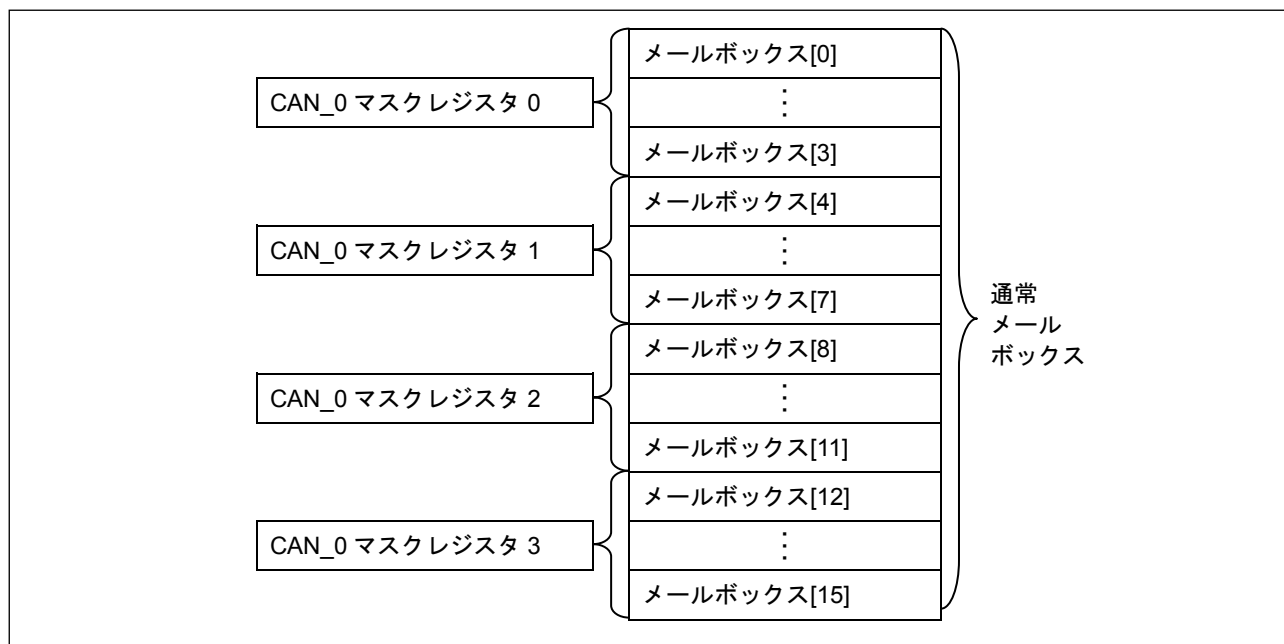 メールボックス[0]
CAN_0 マスクレジスタ 0
⋮
メールボックス[3]
メールボックス[4]
CAN_0 マスクレジスタ 1
⋮
メールボックス[7]
メールボックス[8]
CAN_0 マスクレジスタ 2
⋮
メールボックス[11]
メールボックス[12]
CAN_0 マスクレジスタ 3
⋮
メールボックス[15]
通常
メール
ボックス